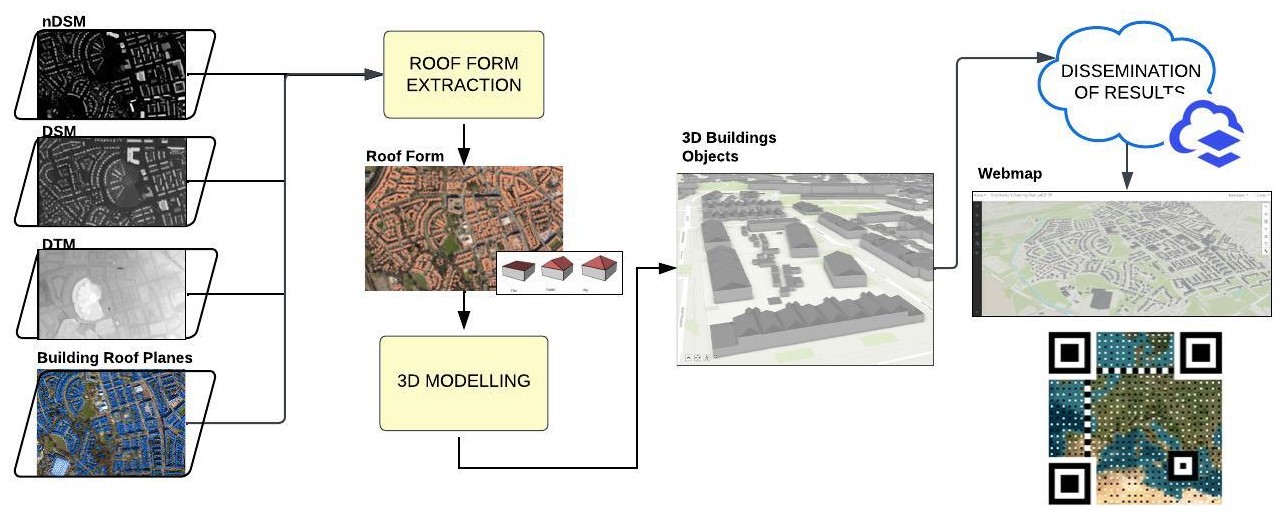 nDSM
DSM
DTM
Building Roof Planes
ROOF FORM
EXTRACTION
Roof Form
Flat
Gable
Hip
3D MODELLING
3D Buildings
Objects
DISSEMINATION
OF RESULTS
Webmap